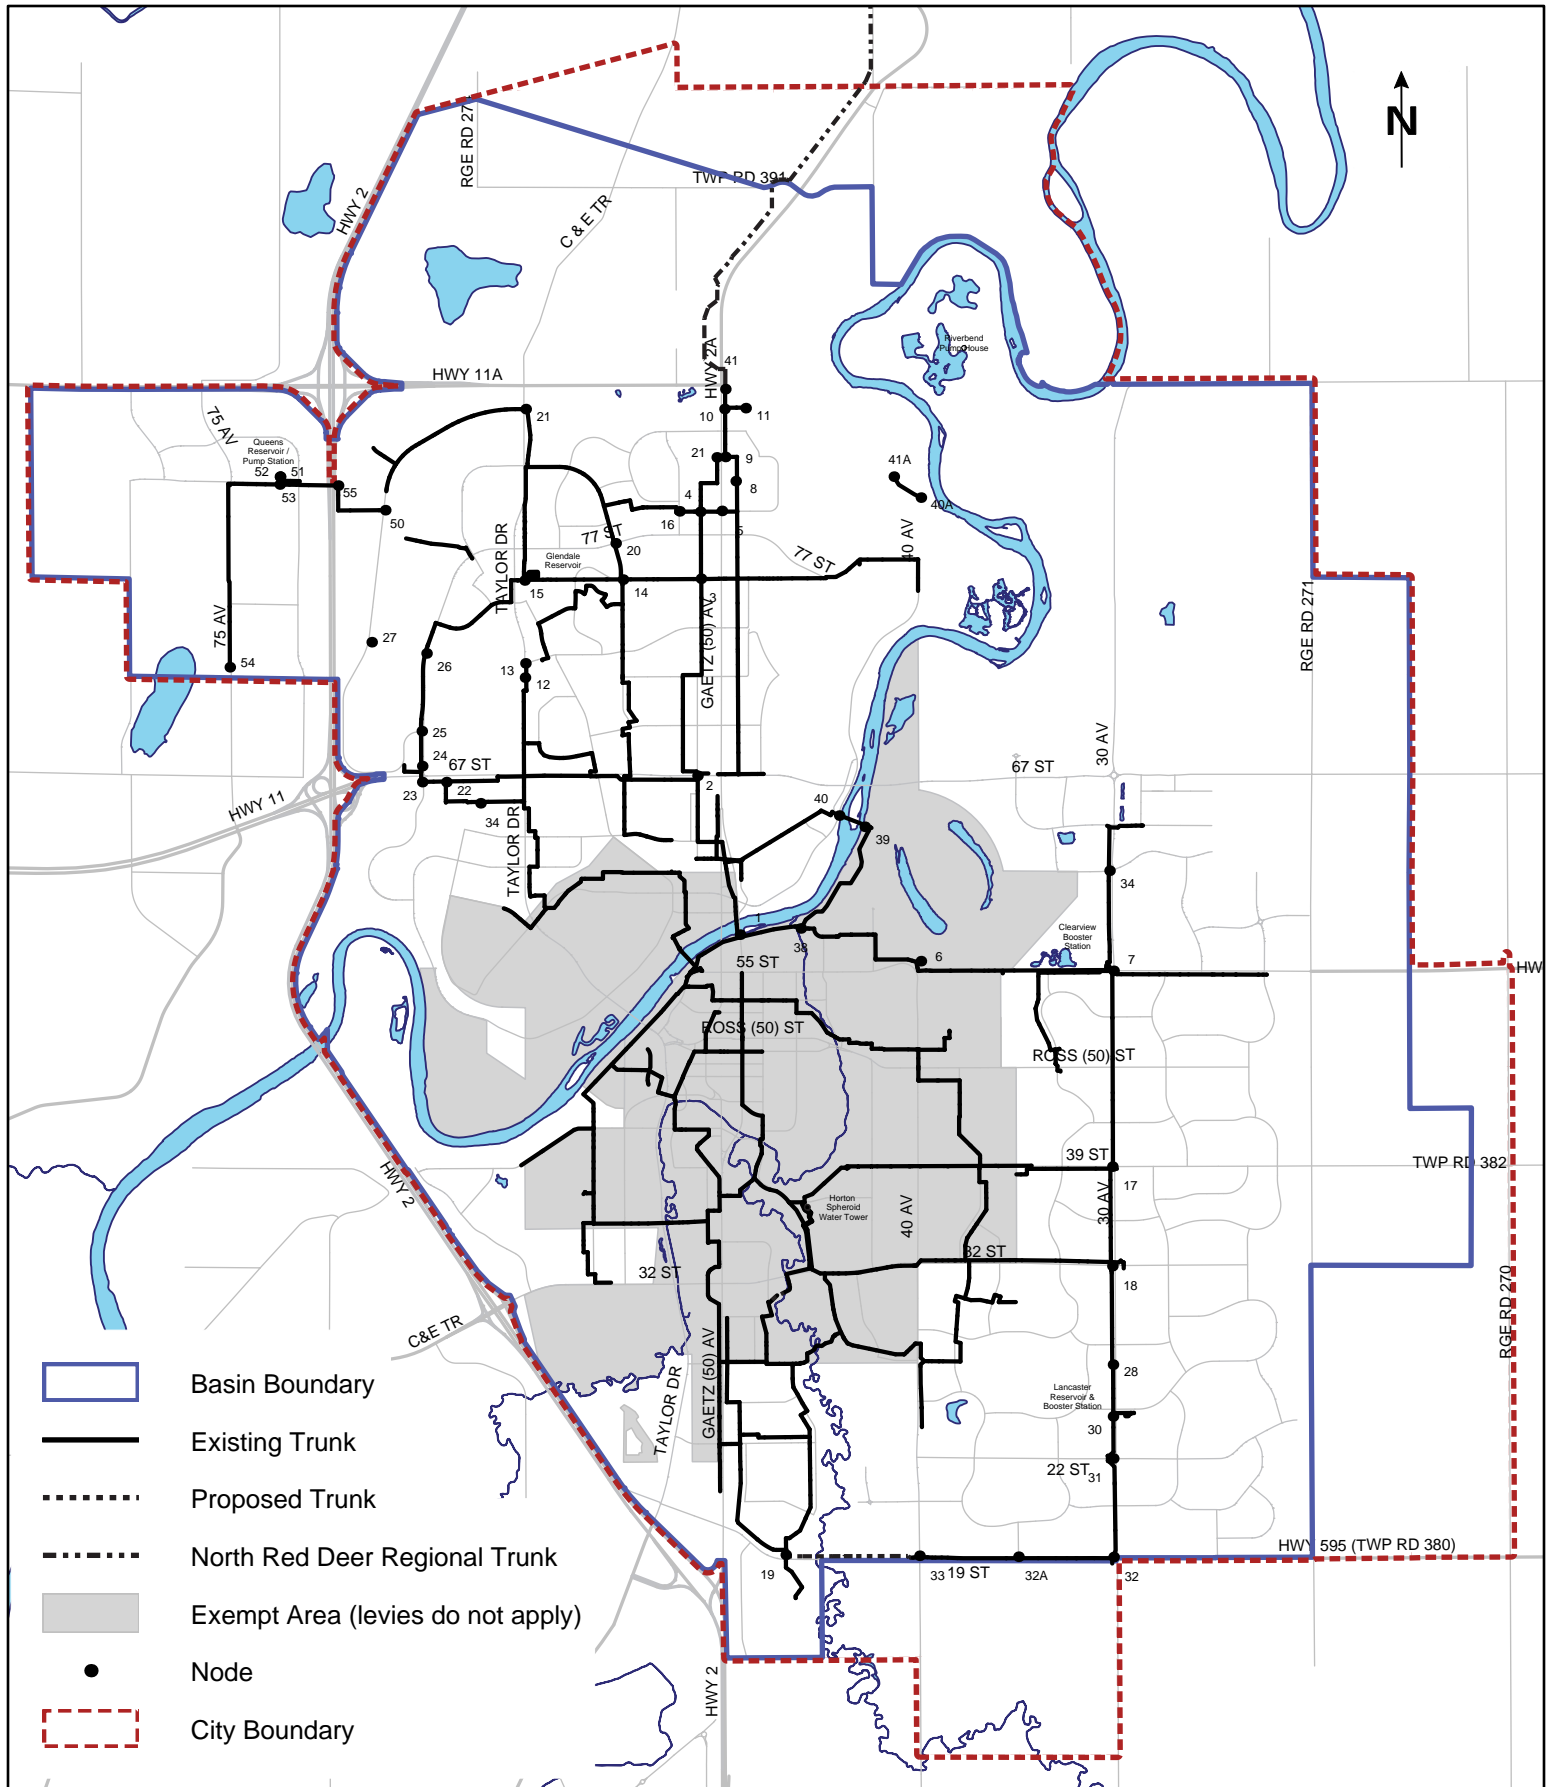 N
RGE RD 27
TWP RD 391
HWY 2
C & E TR
HWY 2A
41
HWY 11A
Riverbend
Pump House
10
11
21
75 AV
Queens
Reservoir /
Pump Station
52
51
53
55
50
21
9
8
4
16
5
41A
40A
40 AV
77 ST
20
TAYLOR DR
Glendale
Reservoir
77 ST
15
14
3
GAETZ (50) AV
RGE RD 271
75 AV
54
27
26
13
12
25
24
67 ST
23
22
34
2
67 ST
30 AV
HWY 11
TAYLOR DR
40
39
34
1
38
55 ST
6
Clearview
Booster
Station
7
HW
ROSS (50) ST
ROSS (50) ST
39 ST
TWP RD 382
17
30 AV
HWY 2
Horton
Spheroid
Water Tower
40 AV
32 ST
32 ST
18
RGE RD 270
C&E TR
GAETZ (50) AV
TAYLOR DR
28
Lancaster
Reservoir &
Booster Station
30
22 ST
31
HWY 595 (TWP RD 380)
19
33
19 ST
32A
32
HWY 2
Basin Boundary
Existing Trunk
Proposed Trunk
North Red Deer Regional Trunk
Exempt Area (levies do not apply)
Node
City Boundary